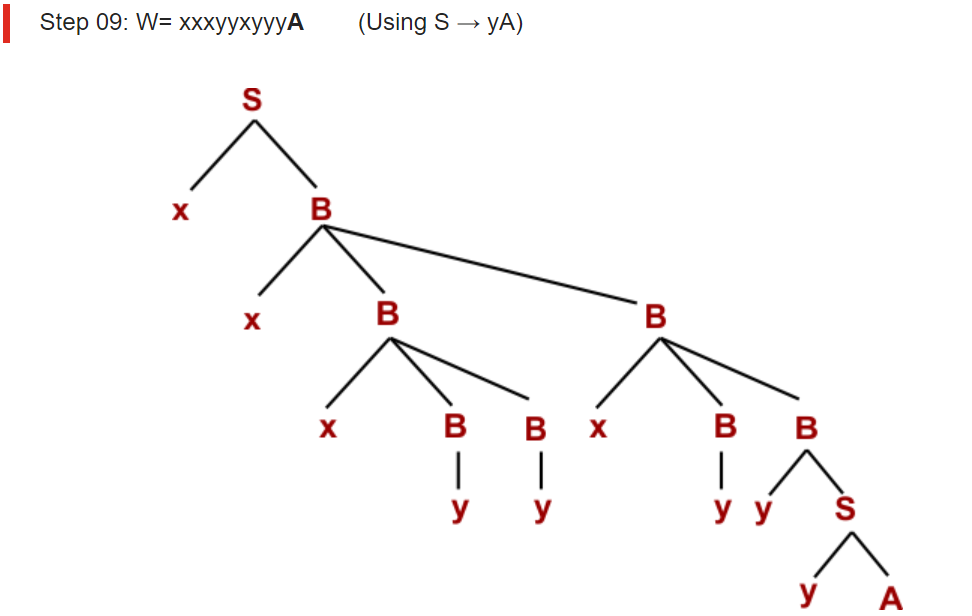 Step 09: W= xxxyyxyyyA (Using S → yA)
S
x B
x B B
x B B x B B
y y y y S
y A